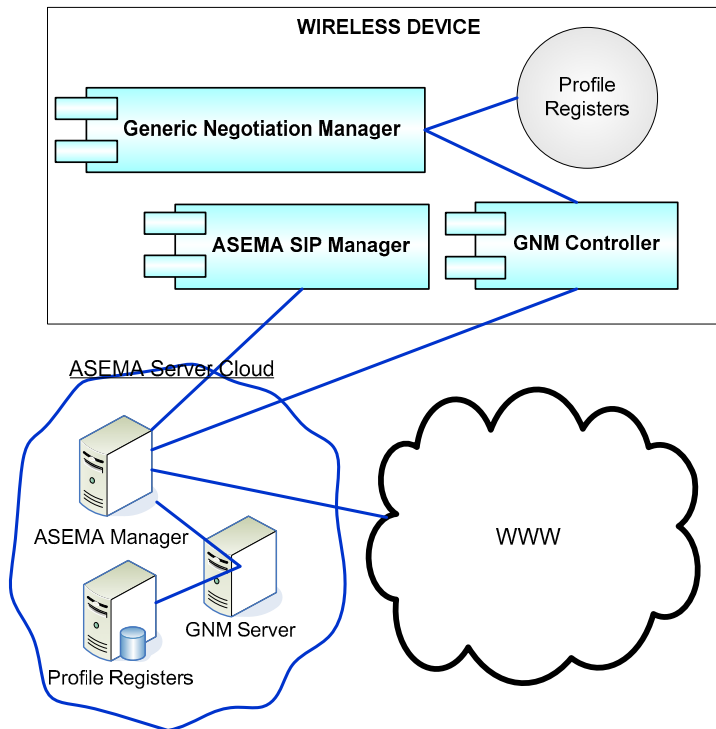 WIRELESS DEVICE
Profile
Registers
Generic Negotiation Manager
ASEMA SIP Manager
GNM Controller
ASEMA Server Cloud
ASEMA Manager
WWW
GNM Server
Profile Registers